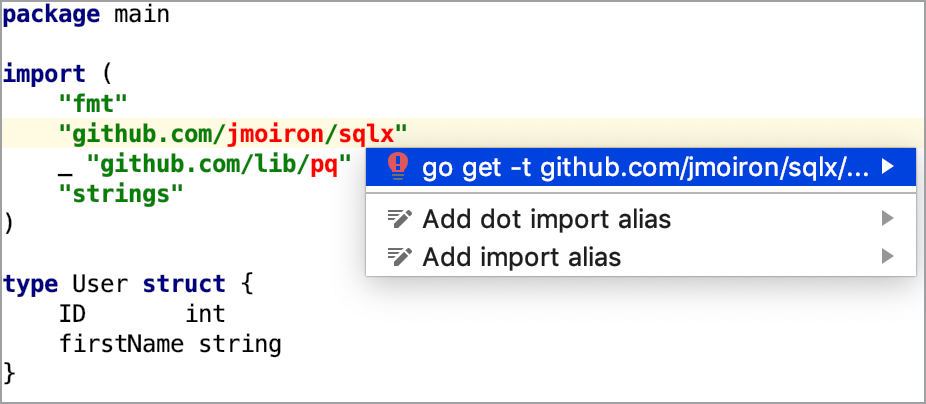 package main
import (
    "fmt"
    "github.com/jmoiron/sqlx"
    _ "github.com/lib/pq"
    "strings"
)
go get -t github.com/jmoiron/sqlx/...
Add dot import alias
Add import alias
type User struct {
    ID        int
    firstName string
}